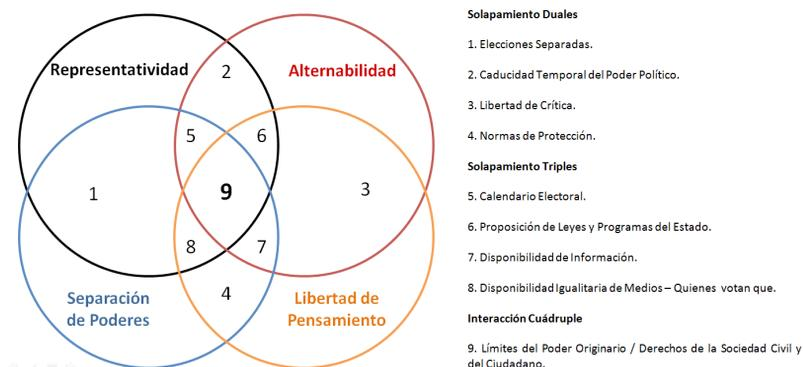 Representatividad
Alternabilidad
2
5
6
1
9
3
8
7
4
Separación
de Poderes
Libertad de
Pensamiento
Solapamiento Duales
1. Elecciones Separadas.
2. Caducidad Temporal del Poder Político.
3. Libertad de Crítica.
4. Normas de Protección.
Solapamiento Triples
5. Calendario Electoral.
6. Proposición de Leyes y Programas del Estado.
7. Disponibilidad de Información.
8. Disponibilidad Igualitaria de Medios – Quienes votan que.
Interacción Cuádruple
9. Límites del Poder Originario / Derechos de la Sociedad Civil y
del Ciudadano.